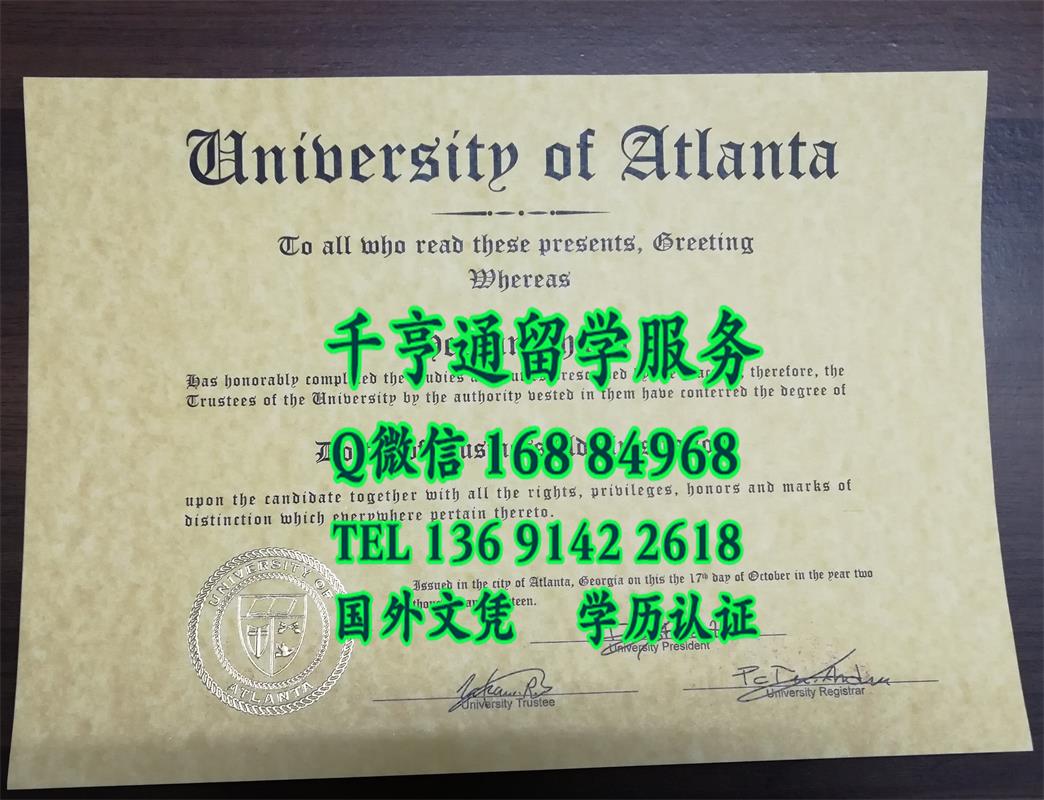 University of Atlanta
To all who read these presents, Greeting
Whereas
千亨通留学服务
Has honorably completed the studies therefore, the
Trustees of the University by the authority vested in them have conferred the degree of
Q微信 168 84968
upon the candidate together with all the rights, privileges, honors and marks of
distinction which everywhere pertain thereto.
TEL 136 9142 2618
Issued in the city of Atlanta, Georgia on this the 17th day of October in the year two
国外文凭 学历认证
UNIVERSITY OF
ATLANTA
University President
University Trustee
University Registrar